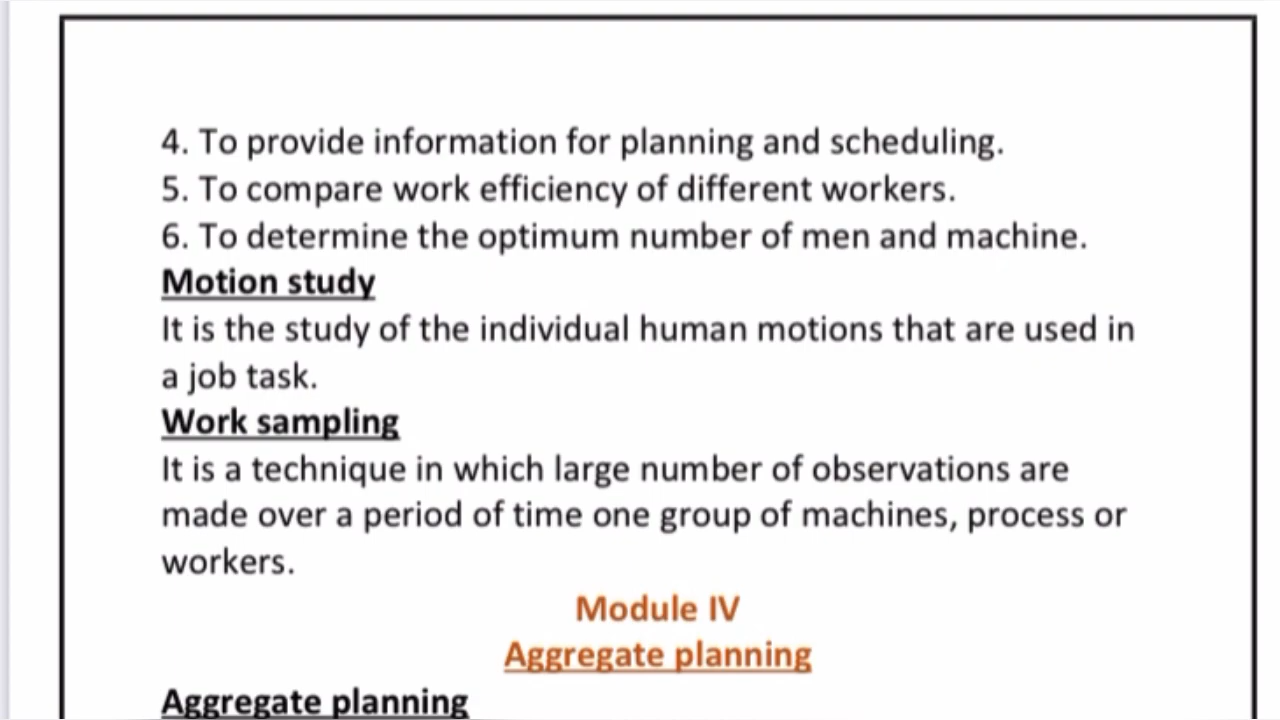 4. To provide information for planning and scheduling.
5. To compare work efficiency of different workers.
6. To determine the optimum number of men and machine.
Motion study
It is the study of the individual human motions that are used in
a job task.
Work sampling
It is a technique in which large number of observations are
made over a period of time one group of machines, process or
workers.
Module IV
Aggregate planning
Aggregate planning